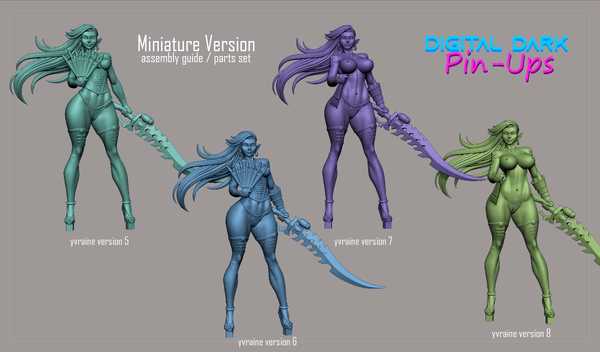 Miniature Version
assembly guide / parts set
DIGITAL DARK
Pin-Ups
yvraine version 5
yvraine version 7
yvraine version 6
yvraine version 8